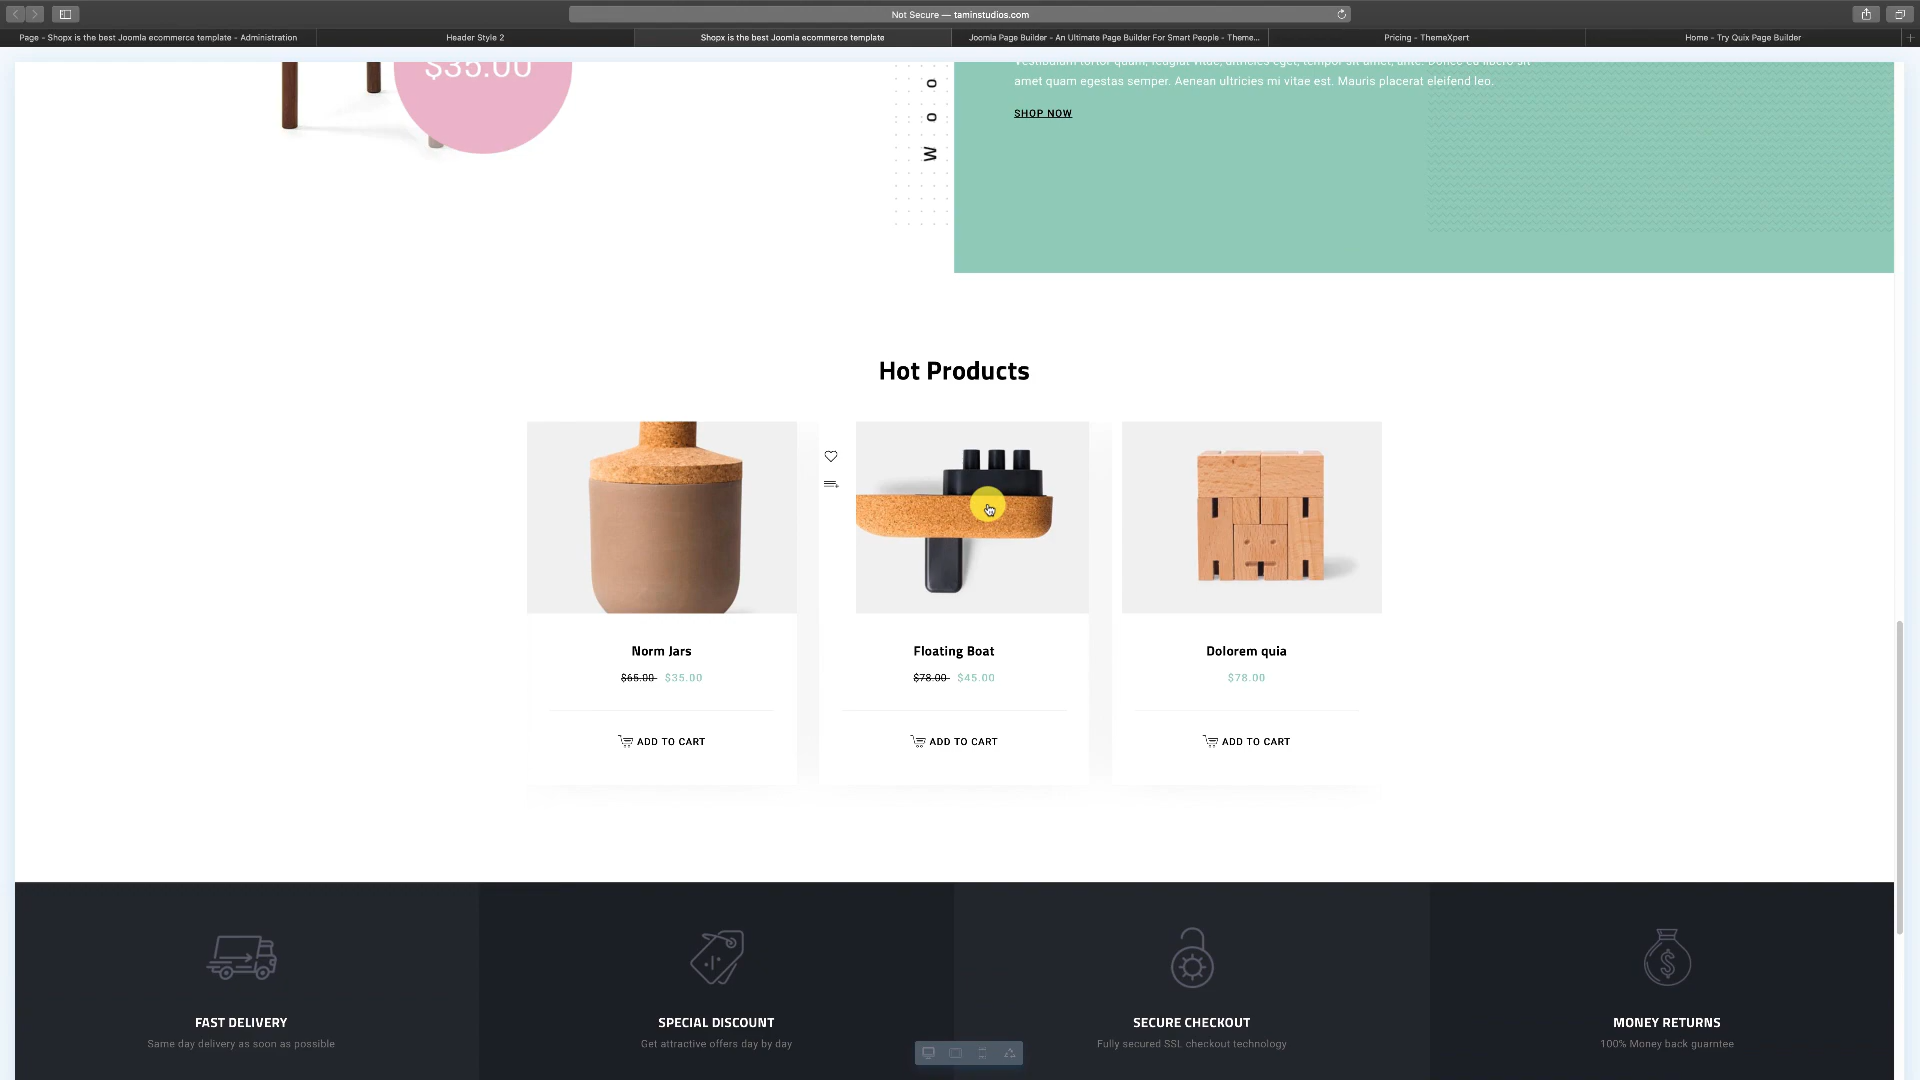 Not Secure — taminstudios.com
Page - Shopx is the best Joomla ecommerce template - Administration
Header Style 2
Shopx is the best Joomla ecommerce template
Joomla Page Builder - An Ultimate Page Builder For Smart People - Theme...
Pricing - ThemeXpert
Home - Try Quix Page Builder
$35.00
W O O
Vestibulum tortor quam, feugiat vitae, ultricies eget, tempor sit amet, ante. Donec eu libero sit
amet quam egestas semper. Aenean ultricies mi vitae est. Mauris placerat eleifend leo.
SHOP NOW
Hot Products
Norm Jars
$65.00 $35.00
ADD TO CART
Floating Boat
$78.00 $45.00
ADD TO CART
Dolorem quia
$78.00
ADD TO CART
FAST DELIVERY
Same day delivery as soon as possible
SPECIAL DISCOUNT
Get attractive offers day by day
SECURE CHECKOUT
Fully secured SSL checkout technology
MONEY RETURNS
100% Money back guarntee